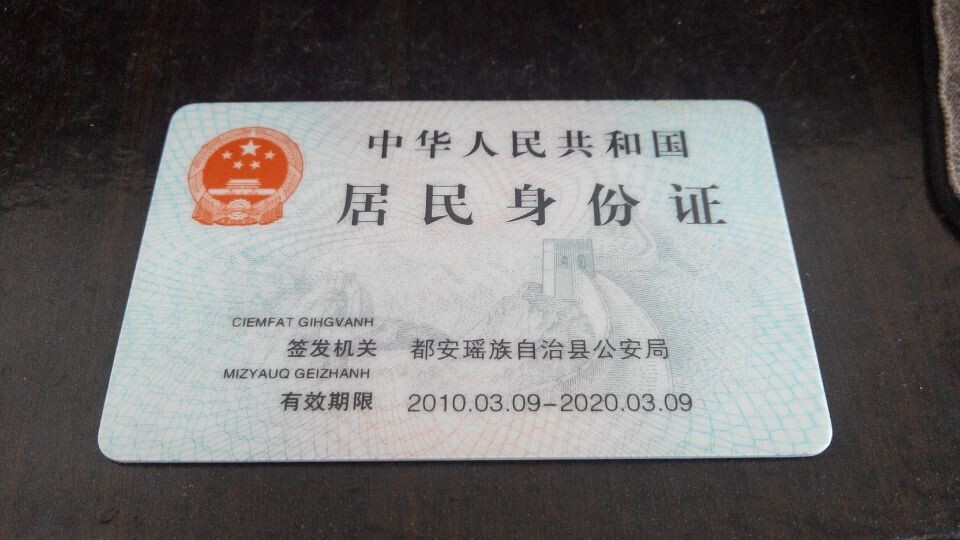 中华人民共和国
居民身份证
CIEMFAT GIHGVANH
签发机关 都安瑶族自治县公安局
MIZYAUQ GEIZHANH
有效期限 2010.03.09-2020.03.09